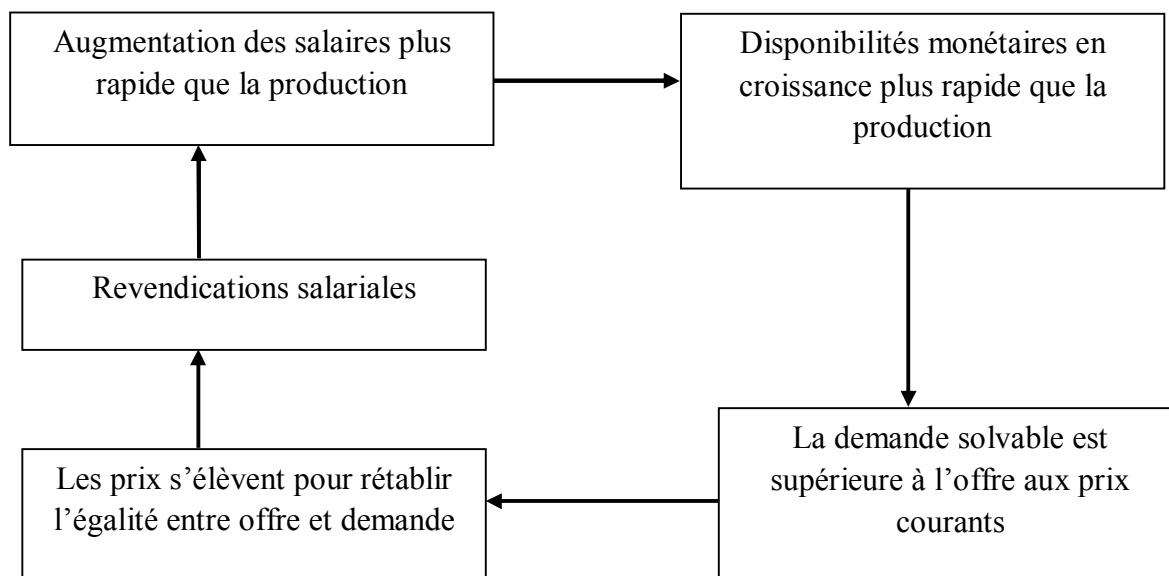 Augmentation des salaires plus
rapide que la production
Disponibilités monétaires en
croissance plus rapide que la
production
Revendications salariales
La demande solvable est
supérieure à l’offre aux prix
courants
Les prix s’élèvent pour rétablir
l’égalité entre offre et demande